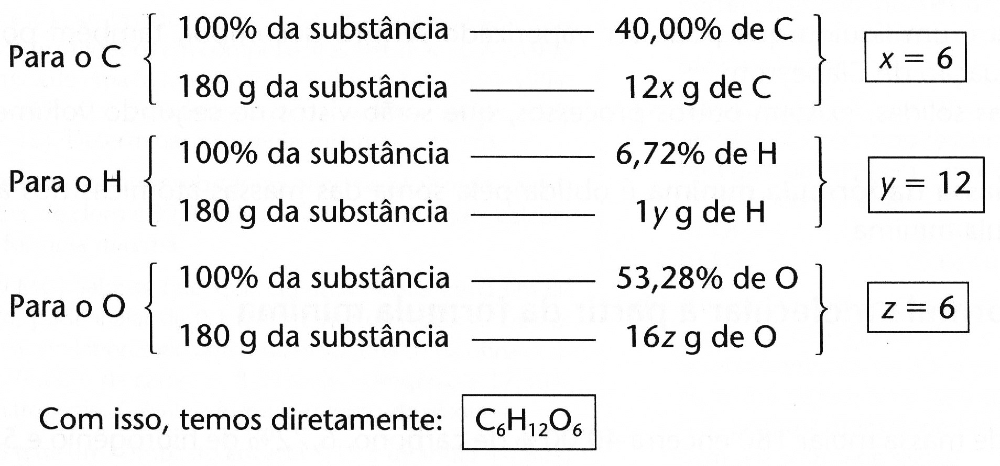 100% da substância 40,00% de C
Para o C x = 6
180 g da substância 12x g de C
100% da substância 6,72% de H
Para o H y = 12
180 g da substância 1y g de H
100% da substância 53,28% de O
Para o O z = 6
180 g da substância 16z g de O
Com isso, temos diretamente: C₆H₁₂O₆